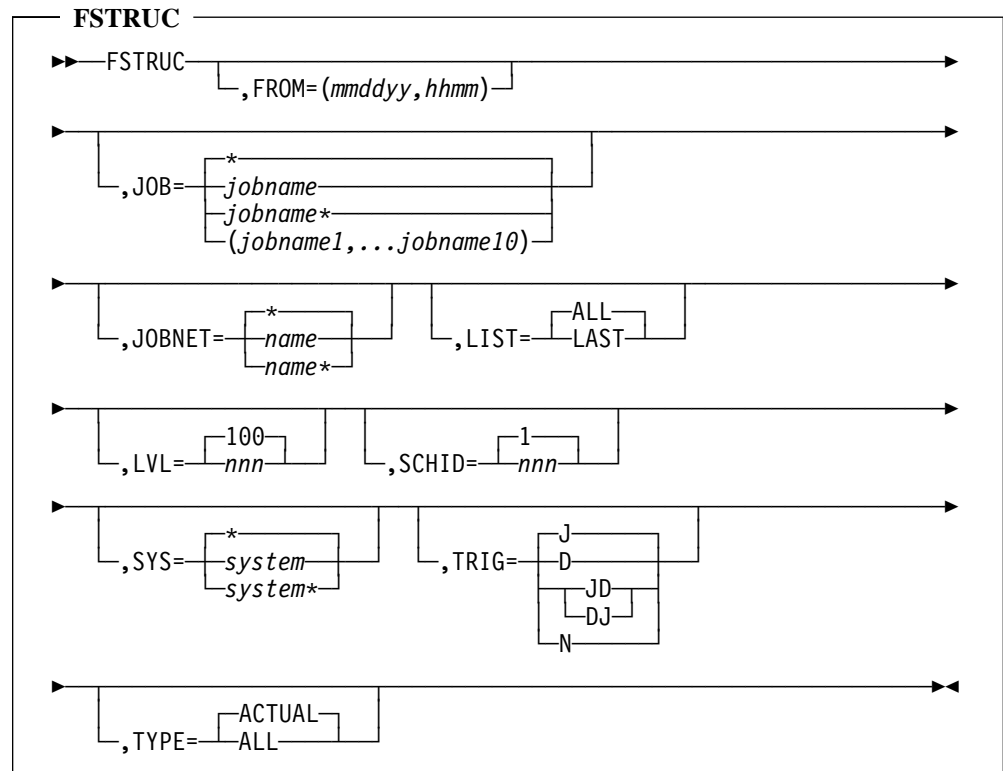 FSTRUC
FSTRUC
,FROM=(mmddyy,hhmm)
,JOB=
*
jobname
jobname*
(jobname1,...jobname10)
,JOBNET=
*
name
name*
,LIST=
ALL
LAST
,LVL=
100
nnn
,SCHID=
1
nnn
,SYS=
*
system
system*
,TRIG=
J
D
JD
DJ
N
,TYPE=
ACTUAL
ALL